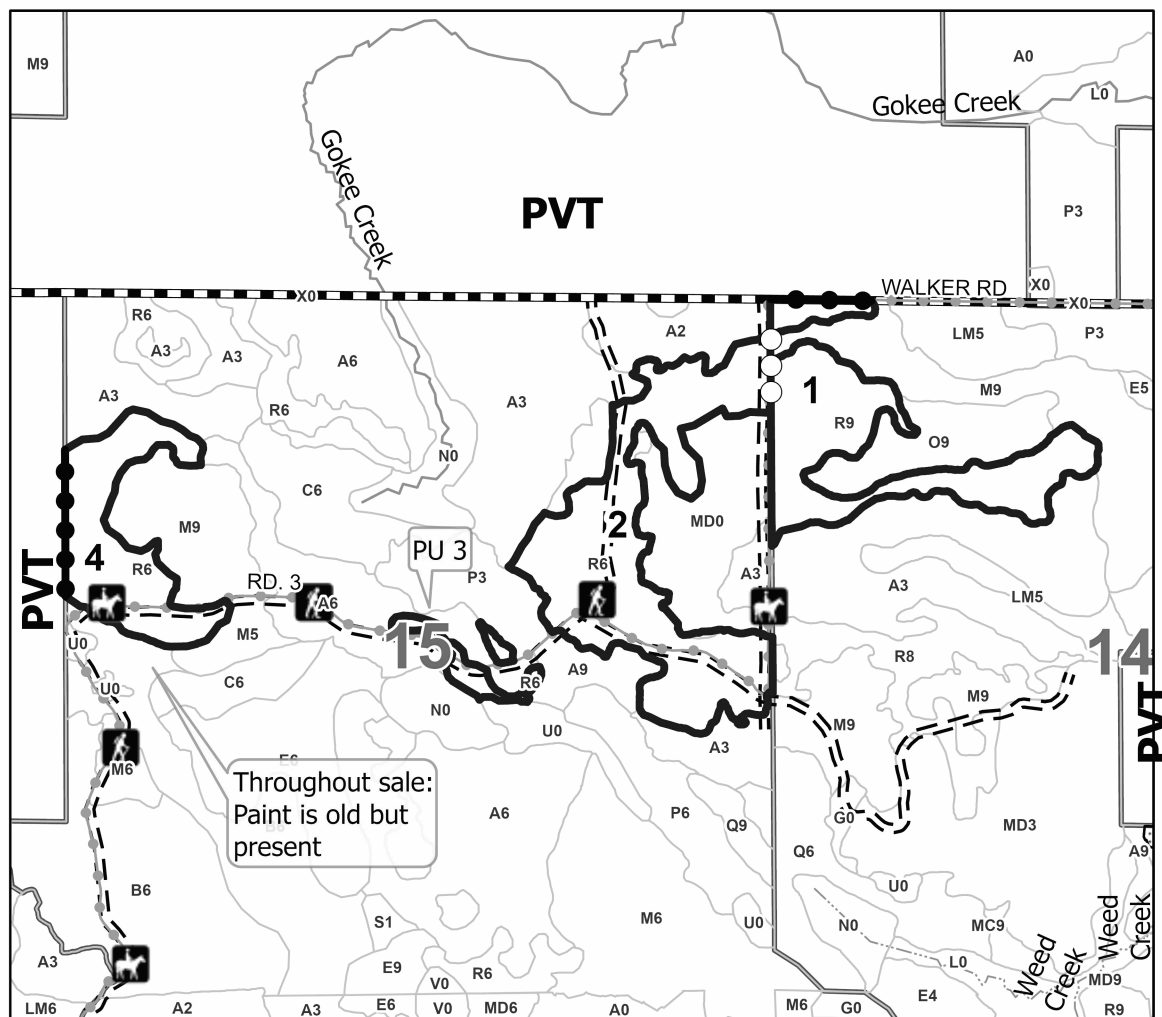 M9
A0
L0
Gokee Creek
Gokee Creek
PVT
P3
X0
WALKER RD
X0
X0
R6
A3
A3
A6
A2
LM5
P3
A3
R6
A3
1
M9
E5
R9
O9
N0
C6
M9
MD0
2
PU 3
PVT
4
R6
RD. 3
A6
P3
R6
A3
A3
LM5
U0
M5
15
R8
14
C6
R6
A9
U0
N0
U0
A3
M9
M9
PVT
M6
E6
Throughout sale:
Paint is old but
present
B6
A6
P6
Q9
G0
MD3
Q6
A9
B6
U0
S1
M6
U0
N0
MC9
Weed
Creek
A3
E9
R6
L0
Weed
Creek
MD9
V0
LM6
A2
A3
E6
V0
MD6
A0
M6
G0
E4
R9